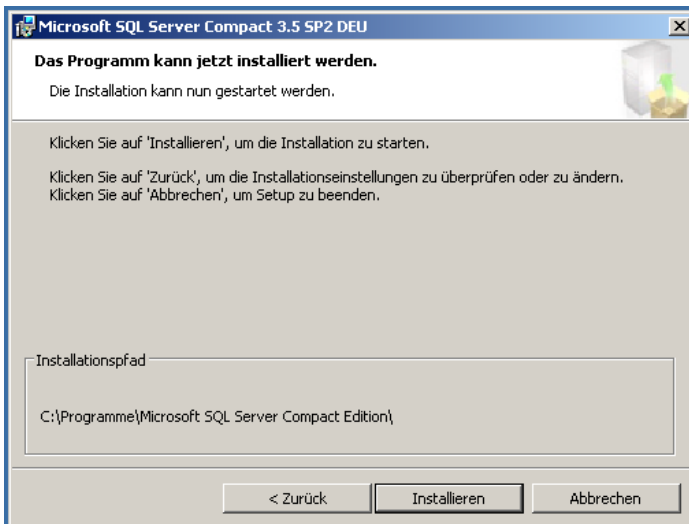 Microsoft SQL Server Compact 3.5 SP2 DEU
Das Programm kann jetzt installiert werden.
Die Installation kann nun gestartet werden.
Klicken Sie auf 'Installieren', um die Installation zu starten.
Klicken Sie auf 'Zurück', um die Installationseinstellungen zu überprüfen oder zu ändern.
Klicken Sie auf 'Abbrechen', um Setup zu beenden.
Installationspfad
C:\Programme\Microsoft SQL Server Compact Edition\
< Zurück
Installieren
Abbrechen